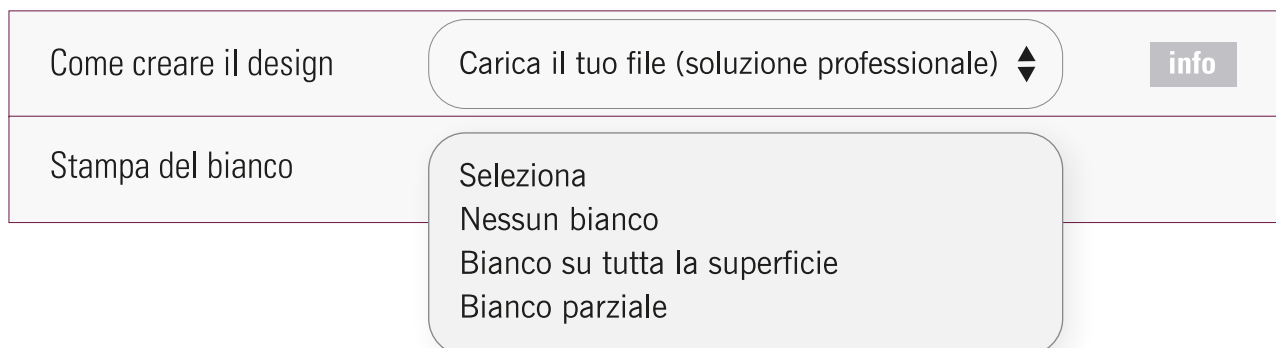 Come creare il design
Carica il tuo file (soluzione professionale)
info
Stampa del bianco
Seleziona
Nessun bianco
Bianco su tutta la superficie
Bianco parziale